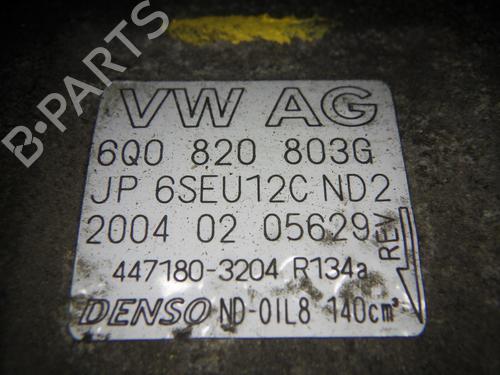 B-PARTS
VW AG
6Q0 820 803G
JP 6SEU12C ND2
2004 02 05629
REV
447180-3204 R134a
DENSO ND-OIL8 140cm³